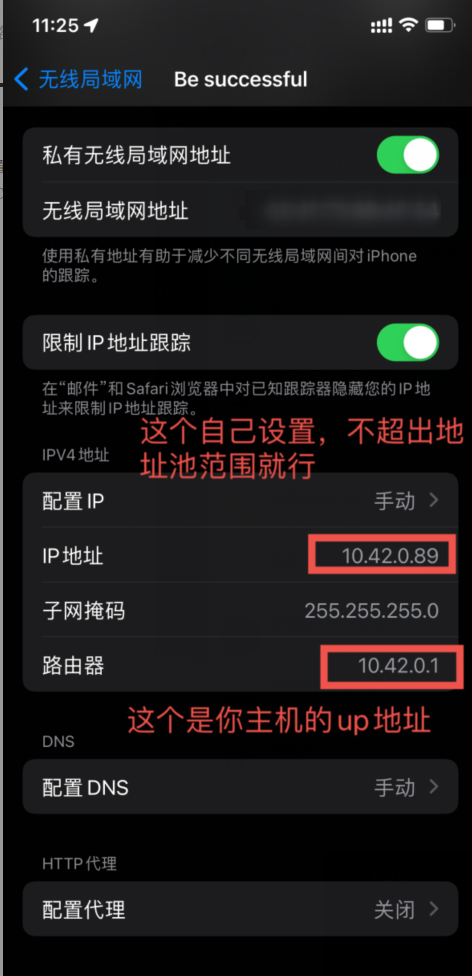 11:25
无线局域网 Be successful
私有无线局域网地址
无线局域网地址
使用私有地址有助于减少不同无线局域网间对 iPhone
的跟踪。
限制 IP 地址跟踪
在“邮件”和 Safari 浏览器中对已知跟踪器隐藏您的 IP 地
址来限制 IP 地址跟踪。
这个自己设置，不超出地
址池范围就行
IPV4 地址
配置 IP 手动
IP 地址 10.42.0.89
子网掩码 255.255.255.0
路由器 10.42.0.1
这个是你主机的up地址
DNS
配置 DNS 手动
HTTP 代理
配置代理 关闭